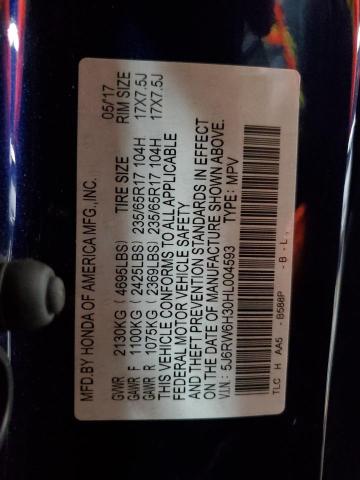 MFD.BY HONDA OF AMERICA MFG.,INC. 05/17
TIRE SIZE RIM SIZE
GVWR 2130KG ( 4695LBS)
GAWR F 1100KG ( 2425LBS) 235/65R17 104H 17X7.5J
GAWR R 1075KG ( 2369LBS) 235/65R17 104H 17X7.5J
THIS VEHICLE CONFORMS TO ALL APPLICABLE
FEDERAL MOTOR VEHICLE SAFETY
AND THEFT PREVENTION STANDARDS IN EFFECT
ON THE DATE OF MANUFACTURE SHOWN ABOVE.
V.I.N.: 5J6RW6H30HL004593 TYPE: MPV
TLC H AA5 - B588P - B - L